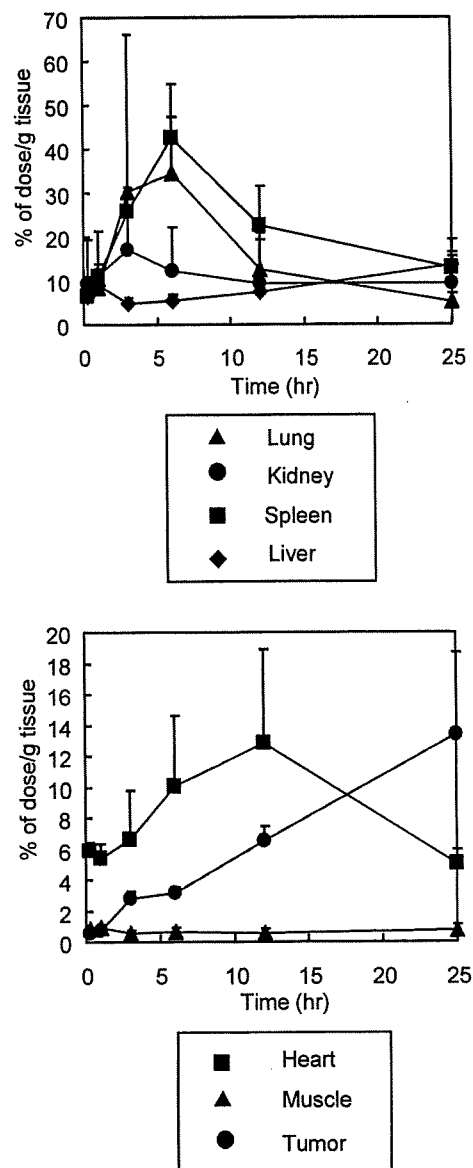 % of dose/g tissue
70
60
50
40
30
20
10
0
0 5 10 15 20 25
Time (hr)
Lung
Kidney
Spleen
Liver
% of dose/g tissue
20
18
16
14
12
10
8
6
4
2
0
0 5 10 15 20 25
Time (hr)
Heart
Muscle
Tumor